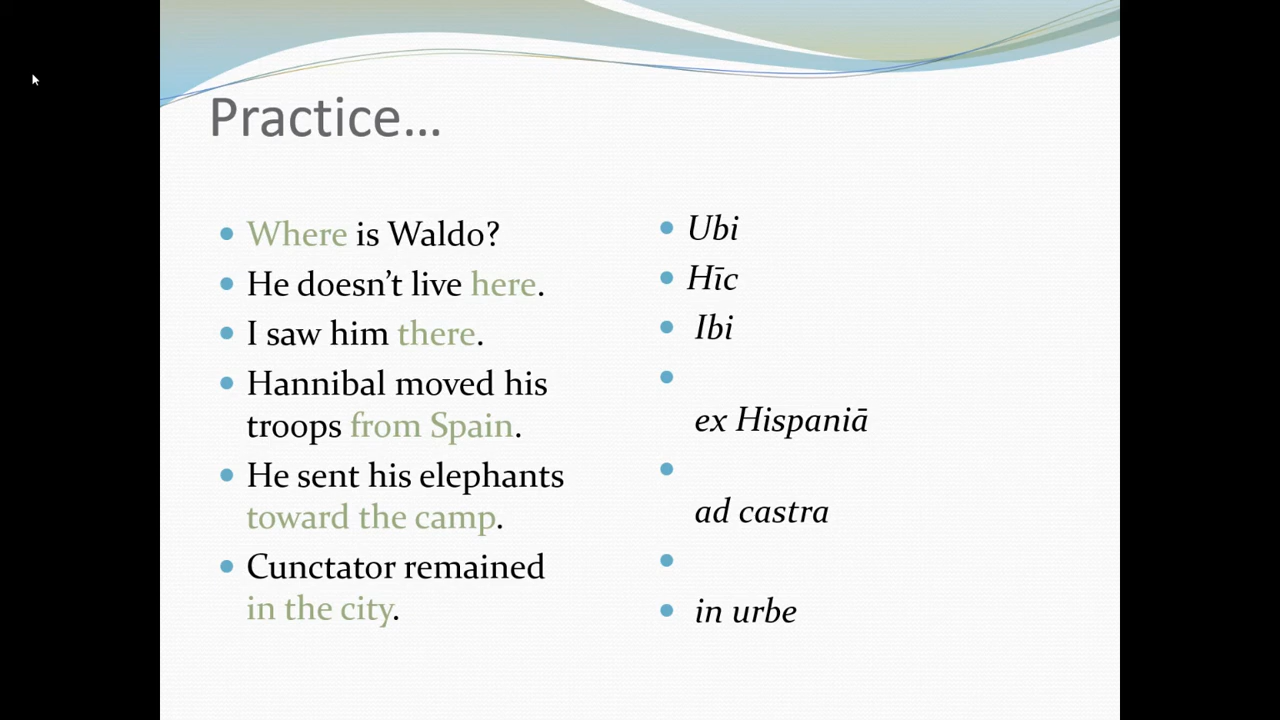 Practice...
Where is Waldo?
He doesn't live here.
I saw him there.
Hannibal moved his
troops from Spain.
He sent his elephants
toward the camp.
Cunctator remained
in the city.
Ubi
Hīc
Ibi
ex Hispaniā
ad castra
in urbe